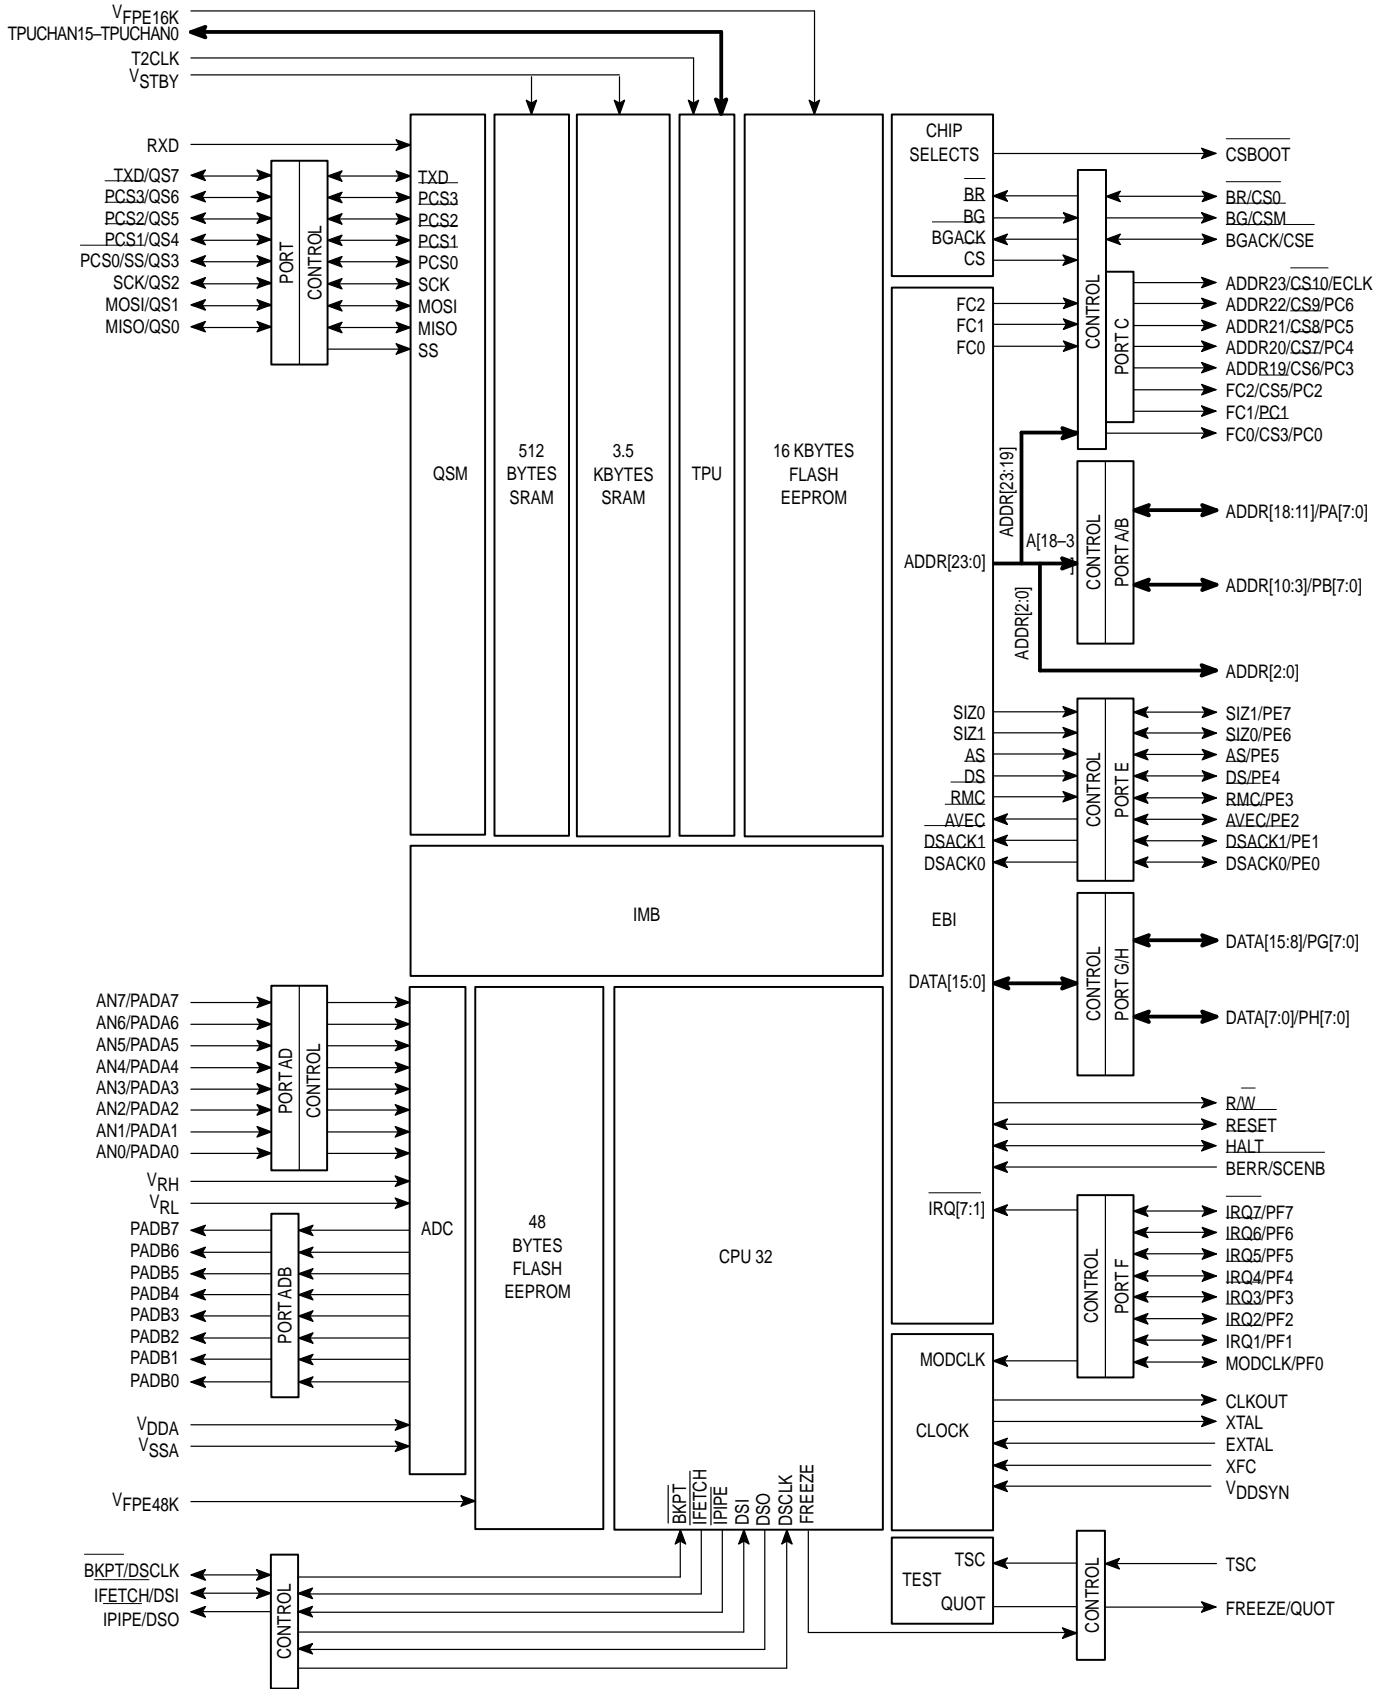 VFPE16K
TPUCHAN15–TPUCHAN0
T2CLK
VSTBY
RXD
TXD/QS7
PCS3/QS6
PCS2/QS5
PCS1/QS4
PCS0/SS/QS3
SCK/QS2
MOSI/QS1
MISO/QS0
PORT
CONTROL
TXD
PCS3
PCS2
PCS1
PCS0
SCK
MOSI
MISO
SS
QSM
512
BYTES
SRAM
3.5
KBYTES
SRAM
TPU
16 KBYTES
FLASH
EEPROM
CHIP
SELECTS
BR
BG
BGACK
CS
FC2
FC1
FC0
CONTROL
PORT C
CSBOOT
BR/CS0
BG/CSM
BGACK/CSE
ADDR23/CS10/ECLK
ADDR22/CS9/PC6
ADDR21/CS8/PC5
ADDR20/CS7/PC4
ADDR19/CS6/PC3
FC2/CS5/PC2
FC1/PC1
FC0/CS3/PC0
ADDR[23:19]
A[18–3
]
ADDR[23:0]
ADDR[2:0]
CONTROL
PORT A/B
ADDR[18:11]/PA[7:0]
ADDR[10:3]/PB[7:0]
ADDR[2:0]
SIZ0
SIZ1
AS
DS
RMC
AVEC
DSACK1
DSACK0
CONTROL
PORT E
SIZ1/PE7
SIZ0/PE6
AS/PE5
DS/PE4
RMC/PE3
AVEC/PE2
DSACK1/PE1
DSACK0/PE0
IMB
EBI
DATA[15:0]
CONTROL
PORT G/H
DATA[15:8]/PG[7:0]
DATA[7:0]/PH[7:0]
AN7/PADA7
AN6/PADA6
AN5/PADA5
AN4/PADA4
AN3/PADA3
AN2/PADA2
AN1/PADA1
AN0/PADA0
PORT AD
CONTROL
VRH
VRL
PADB7
PADB6
PADB5
PADB4
PADB3
PADB2
PADB1
PADB0
PORT ADB
VDDA
VSSA
ADC
48
BYTES
FLASH
EEPROM
CPU 32
R/W
RESET
HALT
BERR/SCENB
IRQ[7:1]
CONTROL
PORT F
IRQ7/PF7
IRQ6/PF6
IRQ5/PF5
IRQ4/PF4
IRQ3/PF3
IRQ2/PF2
IRQ1/PF1
MODCLK/PF0
MODCLK
CLOCK
CLKOUT
XTAL
EXTAL
XFC
VDDSYN
VFPE48K
BKPT
IFETCH
IPIPE
DSI
DSO
DSCLK
FREEZE
BKPT/DSCLK
IFETCH/DSI
IPIPE/DSO
CONTROL
TSC
TEST
QUOT
CONTROL
TSC
FREEZE/QUOT